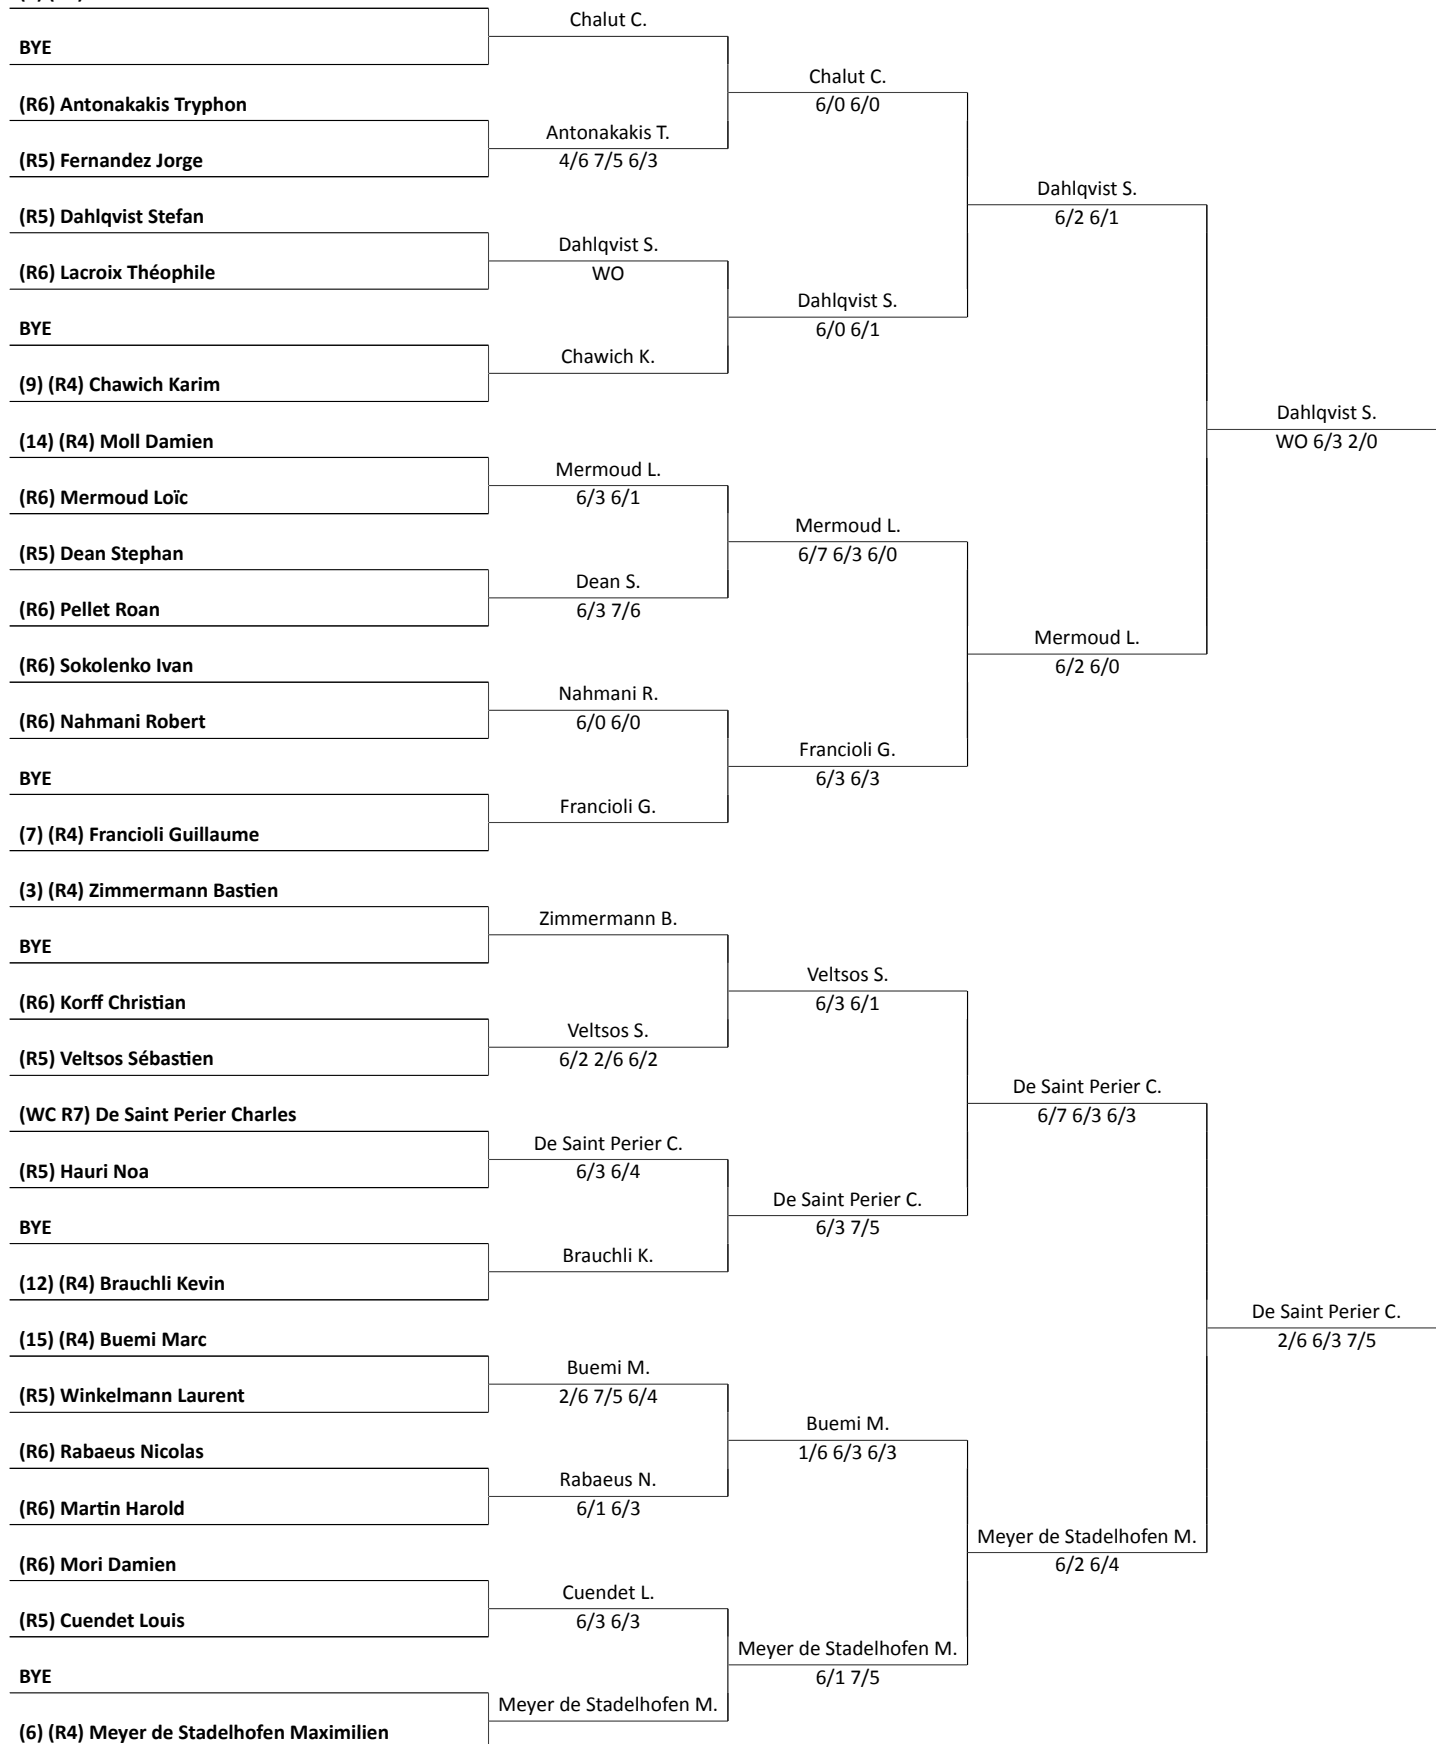 Chalut C.
BYE
Chalut C.
(R6) Antonakakis Tryphon
6/0 6/0
Antonakakis T.
(R5) Fernandez Jorge
4/6 7/5 6/3
Dahlqvist S.
(R5) Dahlqvist Stefan
6/2 6/1
Dahlqvist S.
(R6) Lacroix Théophile
WO
Dahlqvist S.
BYE
6/0 6/1
Chawich K.
(9) (R4) Chawich Karim
Dahlqvist S.
(14) (R4) Moll Damien
WO 6/3 2/0
Mermoud L.
(R6) Mermoud Loïc
6/3 6/1
Mermoud L.
(R5) Dean Stephan
6/7 6/3 6/0
Dean S.
(R6) Pellet Roan
6/3 7/6
Mermoud L.
(R6) Sokolenko Ivan
6/2 6/0
Nahmani R.
(R6) Nahmani Robert
6/0 6/0
Francioli G.
BYE
6/3 6/3
Francioli G.
(7) (R4) Francioli Guillaume
(3) (R4) Zimmermann Bastien
Zimmermann B.
BYE
Veltsos S.
(R6) Korff Christian
6/3 6/1
Veltsos S.
(R5) Veltsos Sébastien
6/2 2/6 6/2
De Saint Perier C.
(WC R7) De Saint Perier Charles
6/7 6/3 6/3
De Saint Perier C.
(R5) Hauri Noa
6/3 6/4
De Saint Perier C.
BYE
6/3 7/5
Brauchli K.
(12) (R4) Brauchli Kevin
De Saint Perier C.
(15) (R4) Buemi Marc
2/6 6/3 7/5
Buemi M.
(R5) Winkelmann Laurent
2/6 7/5 6/4
Buemi M.
(R6) Rabaeus Nicolas
1/6 6/3 6/3
Rabaeus N.
(R6) Martin Harold
6/1 6/3
Meyer de Stadelhofen M.
(R6) Mori Damien
6/2 6/4
Cuendet L.
(R5) Cuendet Louis
6/3 6/3
Meyer de Stadelhofen M.
BYE
6/1 7/5
Meyer de Stadelhofen M.
(6) (R4) Meyer de Stadelhofen Maximilien